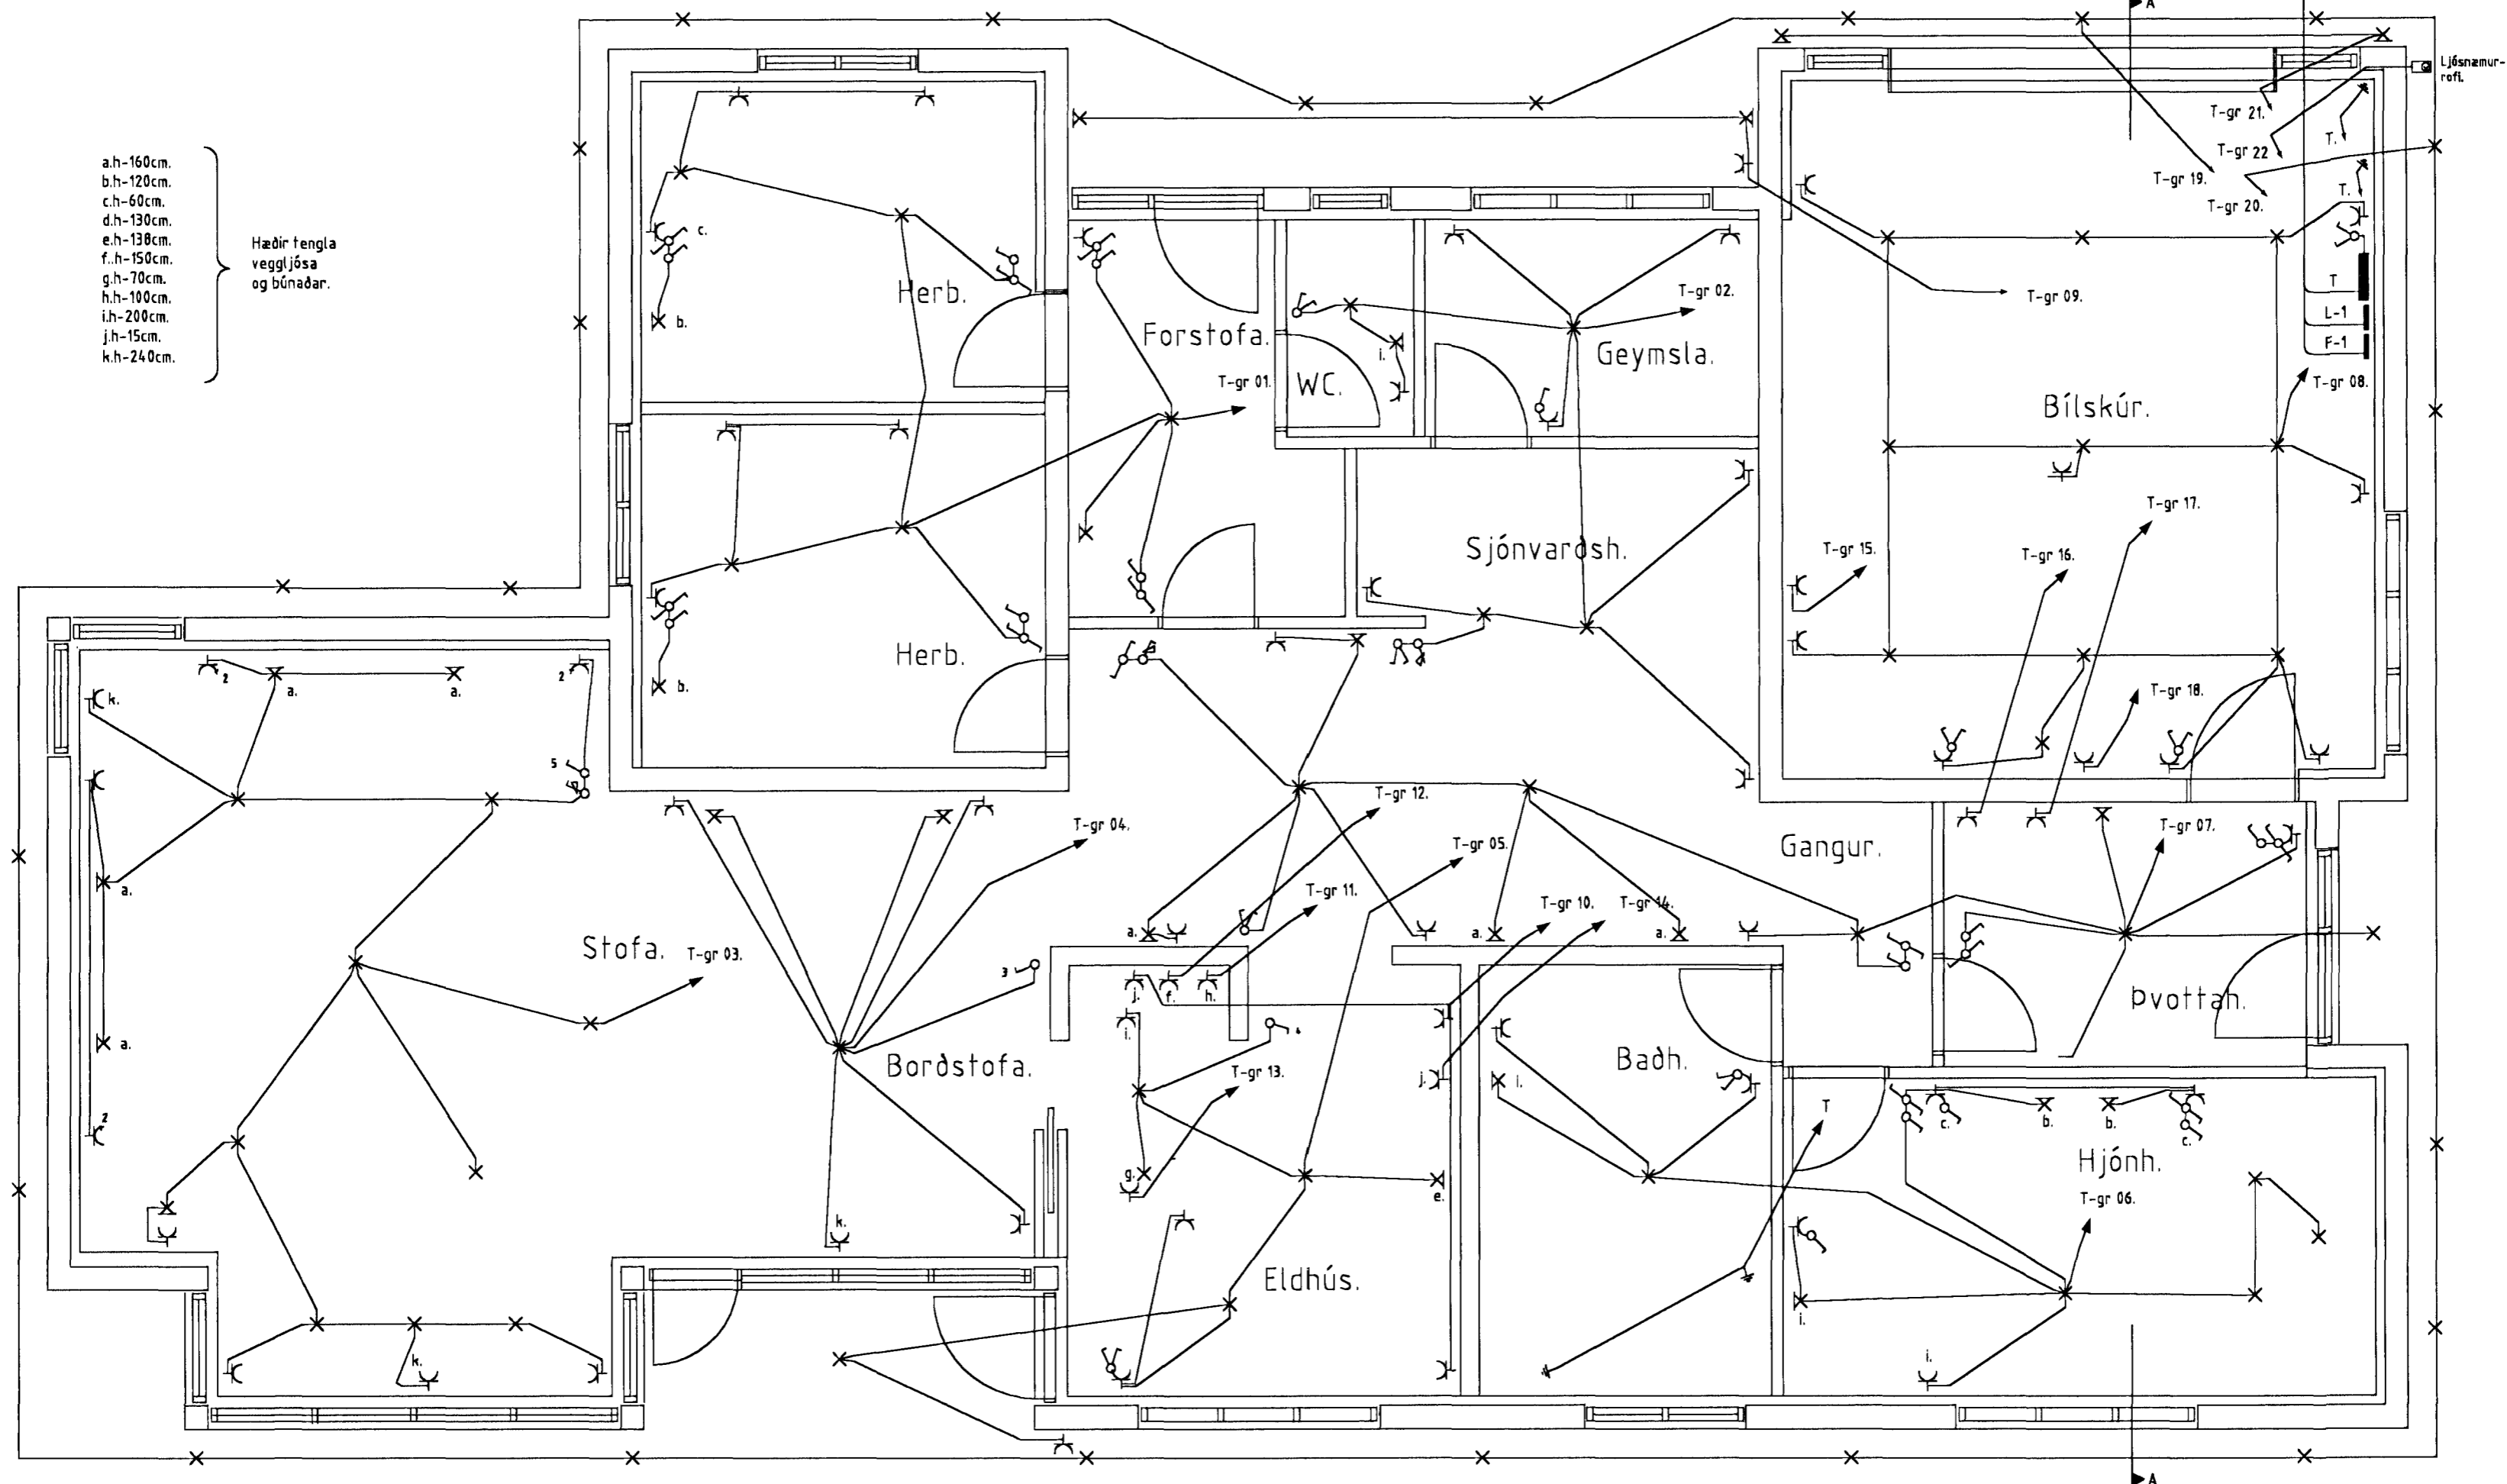 A
Ljósnæmur-
rofi.
T-gr 21.
T.
T-gr 22
T-gr 19.
T.
T-gr 20.
a.h-160cm.
b.h-120cm.
c.h-60cm.
d.h-130cm.
e.h-138cm.
f..h-150cm.
g.h-70cm.
h.h-100cm.
i.h-200cm.
j.h-15cm.
k.h-240cm.
Hæðir tengla
veggljósa
og búnaðar.
c.
Herb.
b.
Forstofa.
T-gr 01.
WC.
i.
T-gr 02.
Geymsla.
T-gr 09.
T
L-1
F-1
T-gr 08.
Bílskúr.
Sjónvardsh.
T-gr 15.
T-gr 16.
T-gr 17.
T-gr 18.
Herb.
b.
k.
2
a.
a.
2
5
a.
a.
2
Stofa.
T-gr 03.
T-gr 04.
T-gr 12.
T-gr 05.
T-gr 11.
T-gr 10.
T-gr 14.
Gangur.
T-gr 07.
a.
a.
a.
3
j.
f.
h.
i.
4
Borðstofa.
T-gr 13.
j.
i.
Baðh.
Þvottah.
g.
e.
T
c.
b.
b.
c.
Hjónh.
T-gr 06.
k.
Eldhús.
i.
k.
i.
A